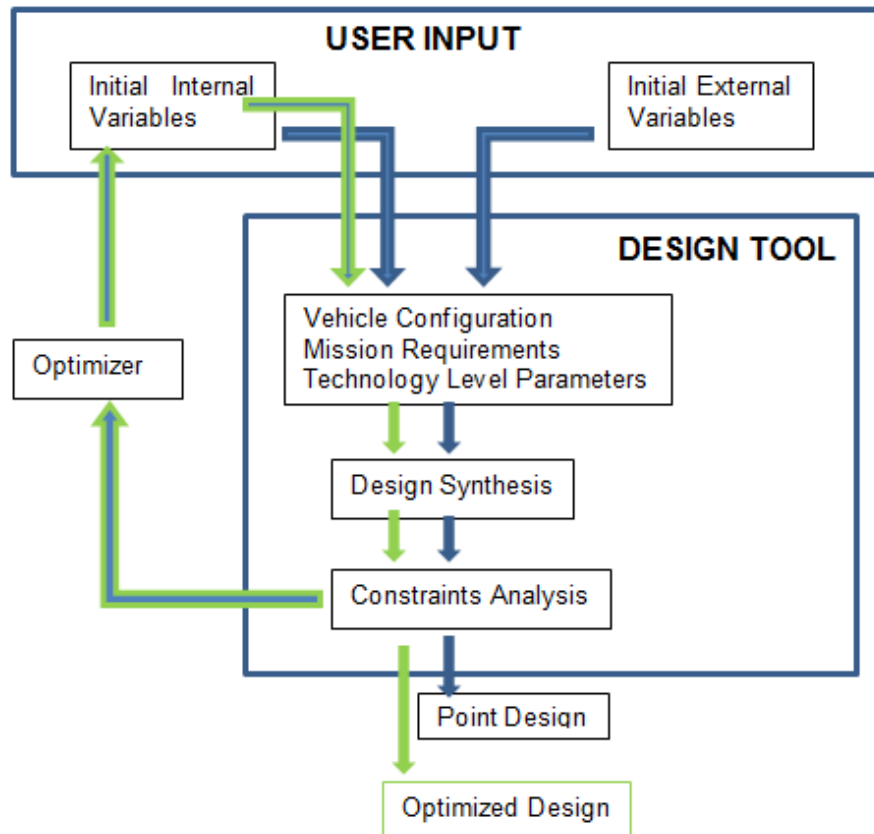 USER INPUT
Initial Internal
Variables
Initial External
Variables
DESIGN TOOL
Vehicle Configuration
Mission Requirements
Technology Level Parameters
Optimizer
Design Synthesis
Constraints Analysis
Point Design
Optimized Design